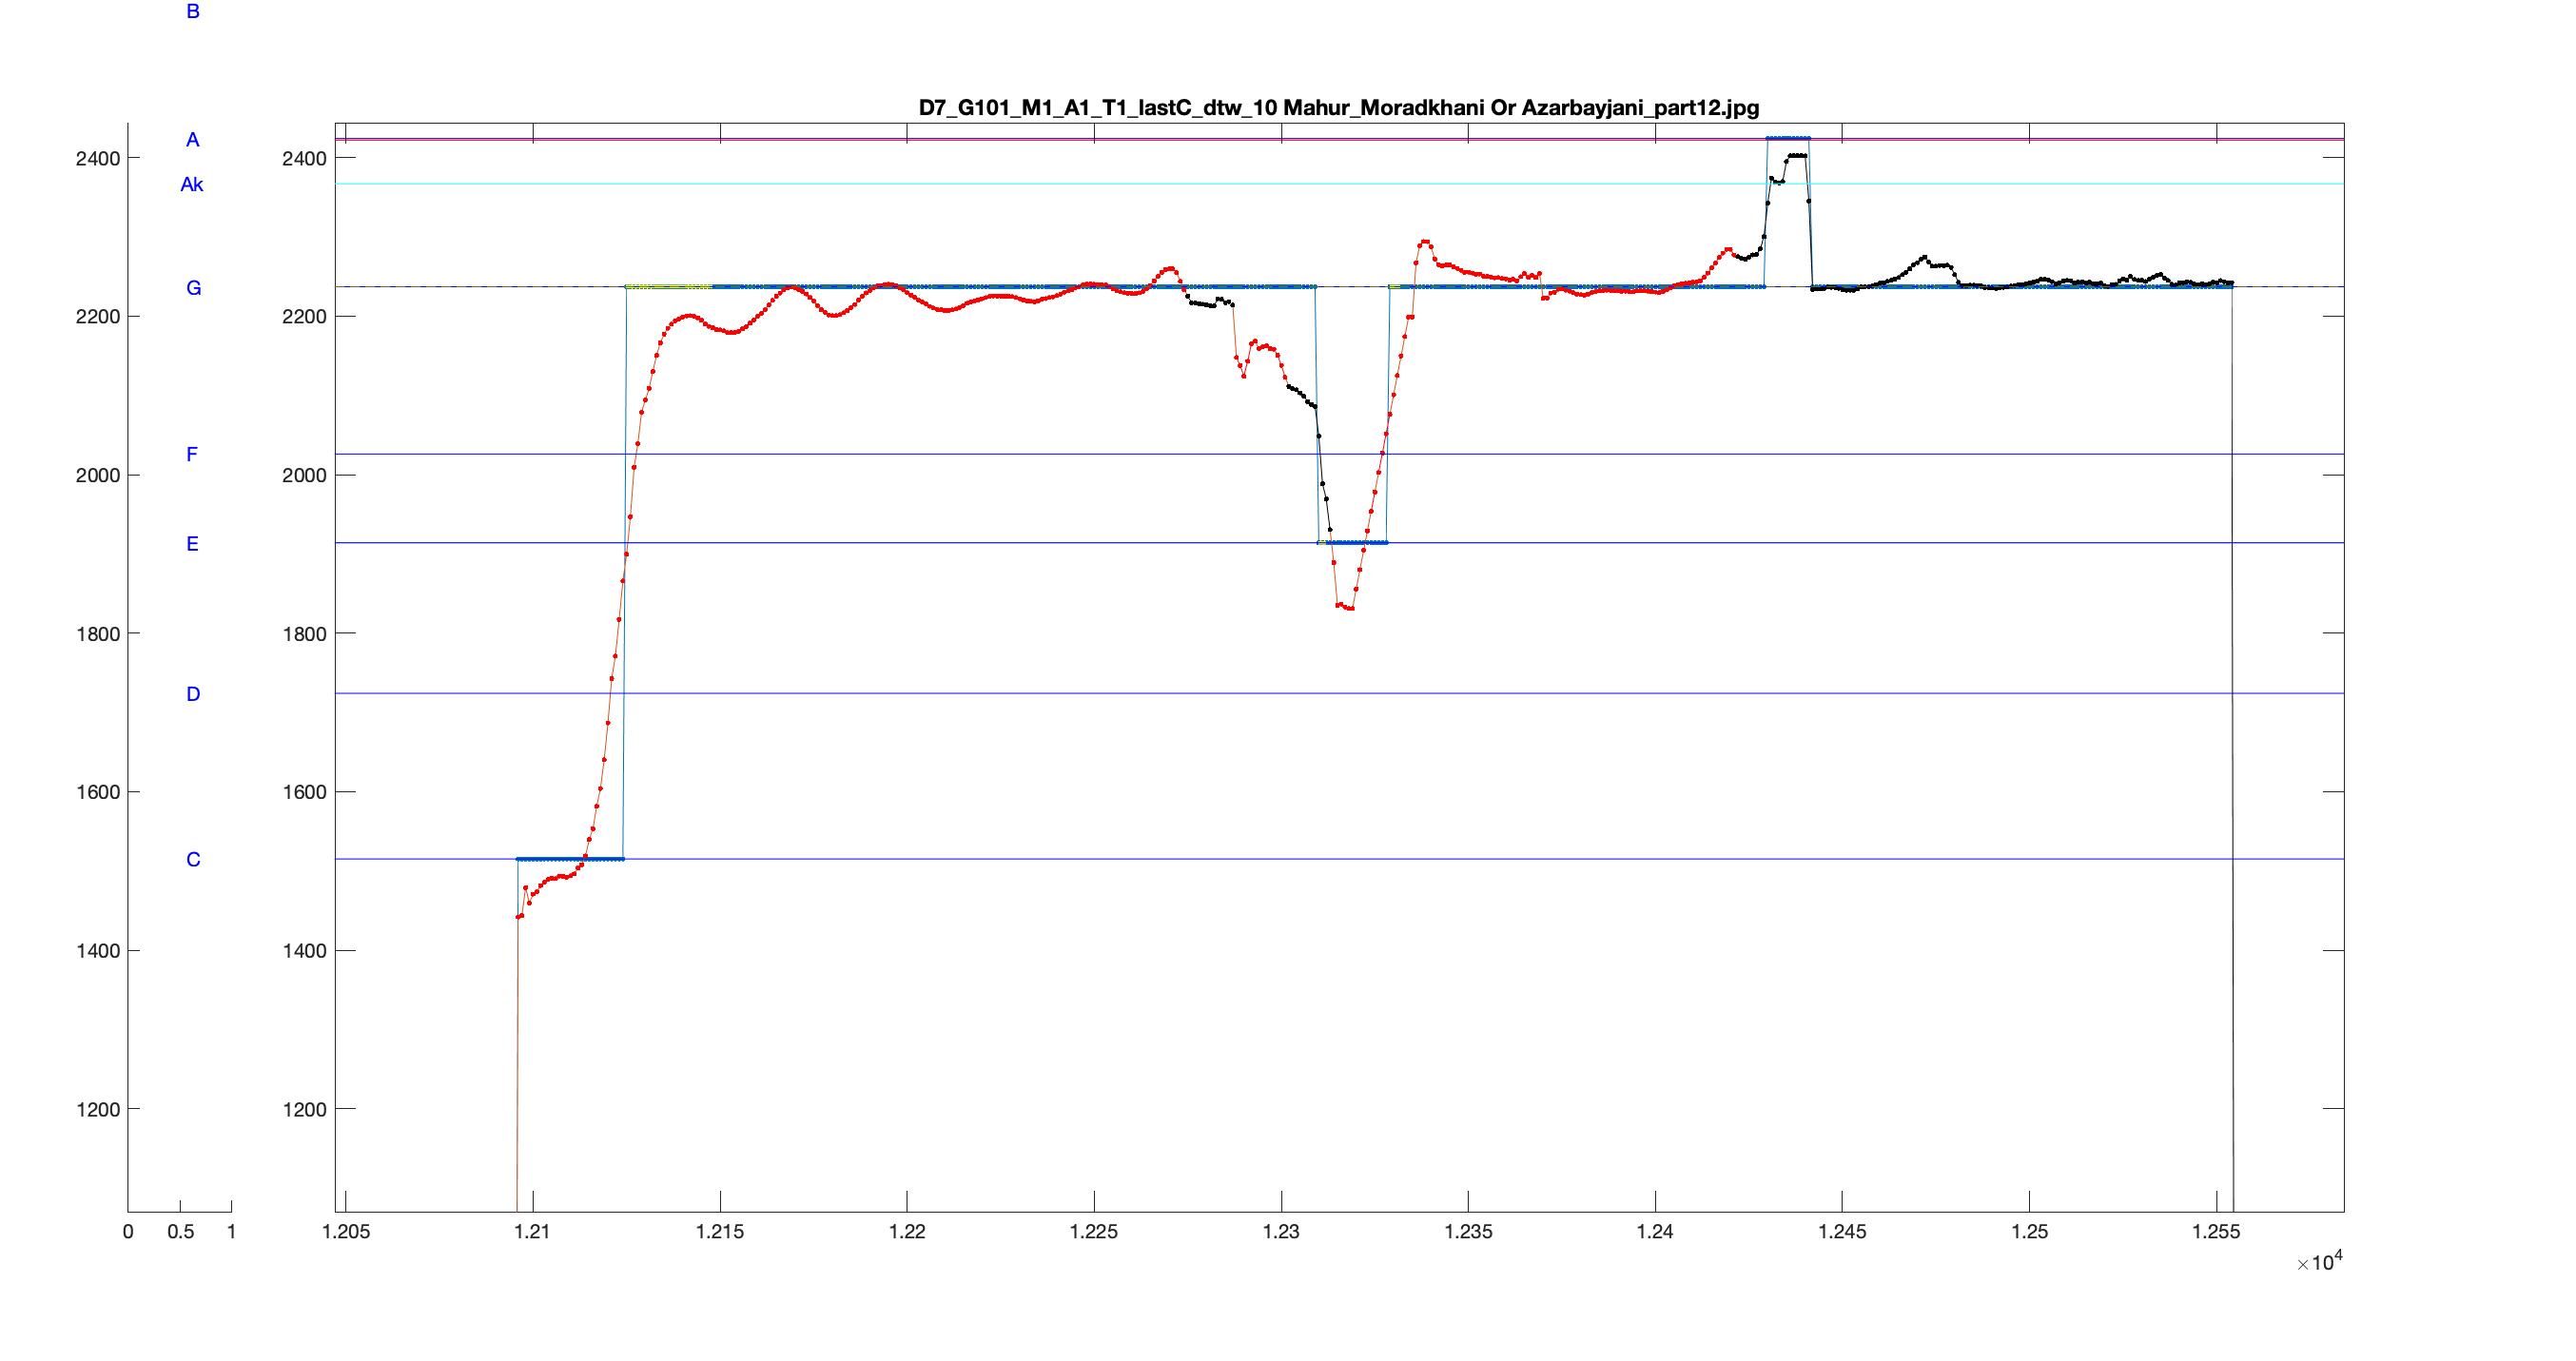 B
D7_G101_M1_A1_T1_lastC_dtw_10 Mahur_Moradkhani Or Azarbayjani_part12.jpg
A
2400 2400
Ak
G
2200 2200
F
2000 2000
E
1800 1800
D
1600 1600
C
1400 1400
1200 1200
0 0.5 1 1.205 1.21 1.215 1.22 1.225 1.23 1.235 1.24 1.245 1.25 1.255
×10⁴